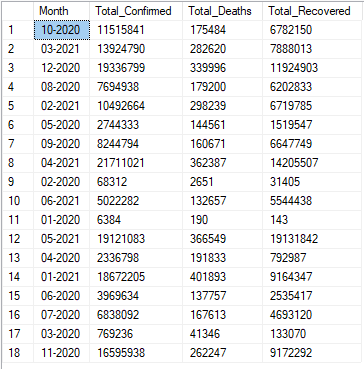 Month Total_Confirmed Total_Deaths Total_Recovered
1 10-2020 11515841 175484 6782150
2 03-2021 13924790 282620 7888013
3 12-2020 19336799 339996 11924903
4 08-2020 7694938 179200 6202833
5 02-2021 10492664 298239 6719785
6 05-2020 2744333 144561 1519547
7 09-2020 8244794 160671 6647749
8 04-2021 21711021 362387 14205507
9 02-2020 68312 2651 31405
10 06-2021 5022282 132657 5544438
11 01-2020 6384 190 143
12 05-2021 19121083 366549 19131842
13 04-2020 2336798 191833 792987
14 01-2021 18672205 401893 9164347
15 06-2020 3969634 137757 2535417
16 07-2020 6838092 167613 4693120
17 03-2020 769236 41346 133070
18 11-2020 16595938 262247 9172292